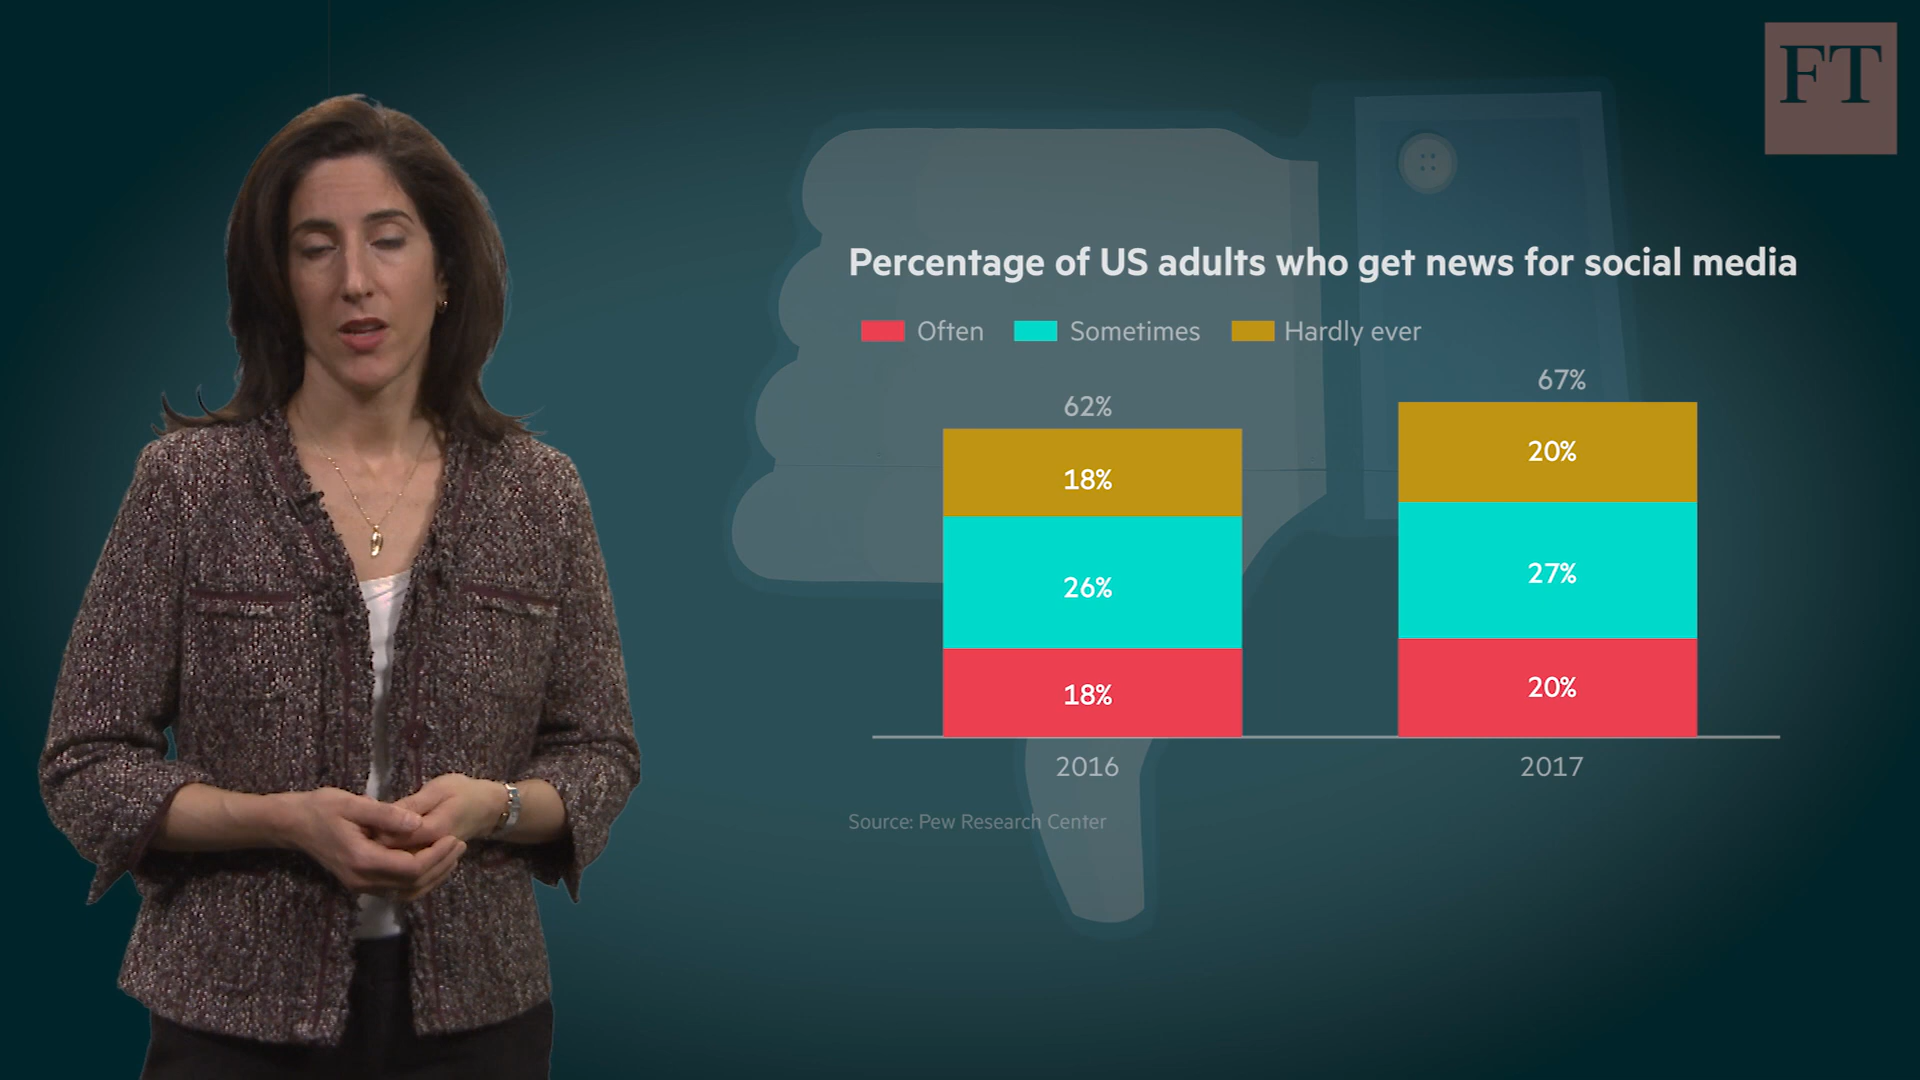 FT
Percentage of US adults who get news for social media
Often Sometimes Hardly ever
62% 67%
18% 20%
26% 27%
18% 20%
2016 2017
Source: Pew Research Center